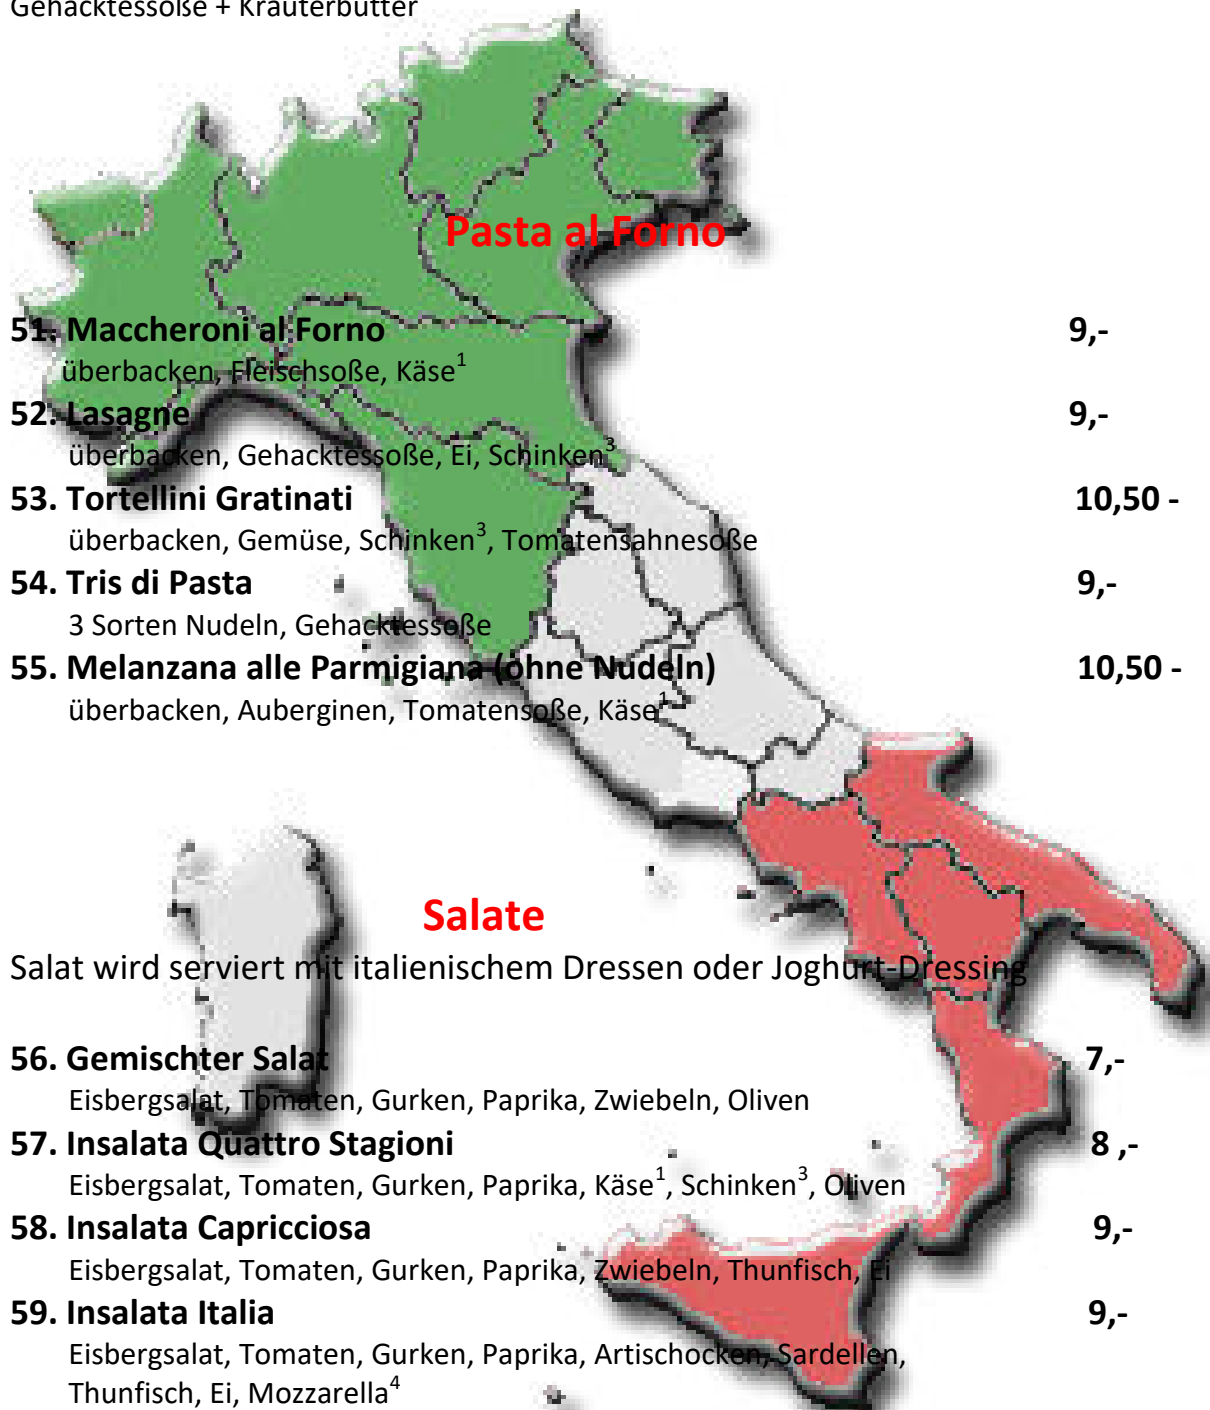 Gehacktessoße + Kräuterbutter
Pasta al Forno
51. Maccheroni al Forno 9,-
überbacken, Fleischsoße, Käse¹
52. Lasagne 9,-
überbacken, Gehacktessoße, Ei, Schinken³
53. Tortellini Gratinati 10,50 -
überbacken, Gemüse, Schinken³, Tomatensahnesoße
54. Tris di Pasta 9,-
3 Sorten Nudeln, Gehacktessoße
55. Melanzana alle Parmigiana (ohne Nudeln) 10,50 -
überbacken, Auberginen, Tomatensoße, Käse¹
Salate
Salat wird serviert mit italienischem Dressen oder Joghurt-Dressing
56. Gemischter Salat 7,-
Eisbergsalat, Tomaten, Gurken, Paprika, Zwiebeln, Oliven
57. Insalata Quattro Stagioni 8 ,-
Eisbergsalat, Tomaten, Gurken, Paprika, Käse¹, Schinken³, Oliven
58. Insalata Capricciosa 9,-
Eisbergsalat, Tomaten, Gurken, Paprika, Zwiebeln, Thunfisch, Ei
59. Insalata Italia 9,-
Eisbergsalat, Tomaten, Gurken, Paprika, Artischocken, Sardellen,
Thunfisch, Ei, Mozzarella⁴